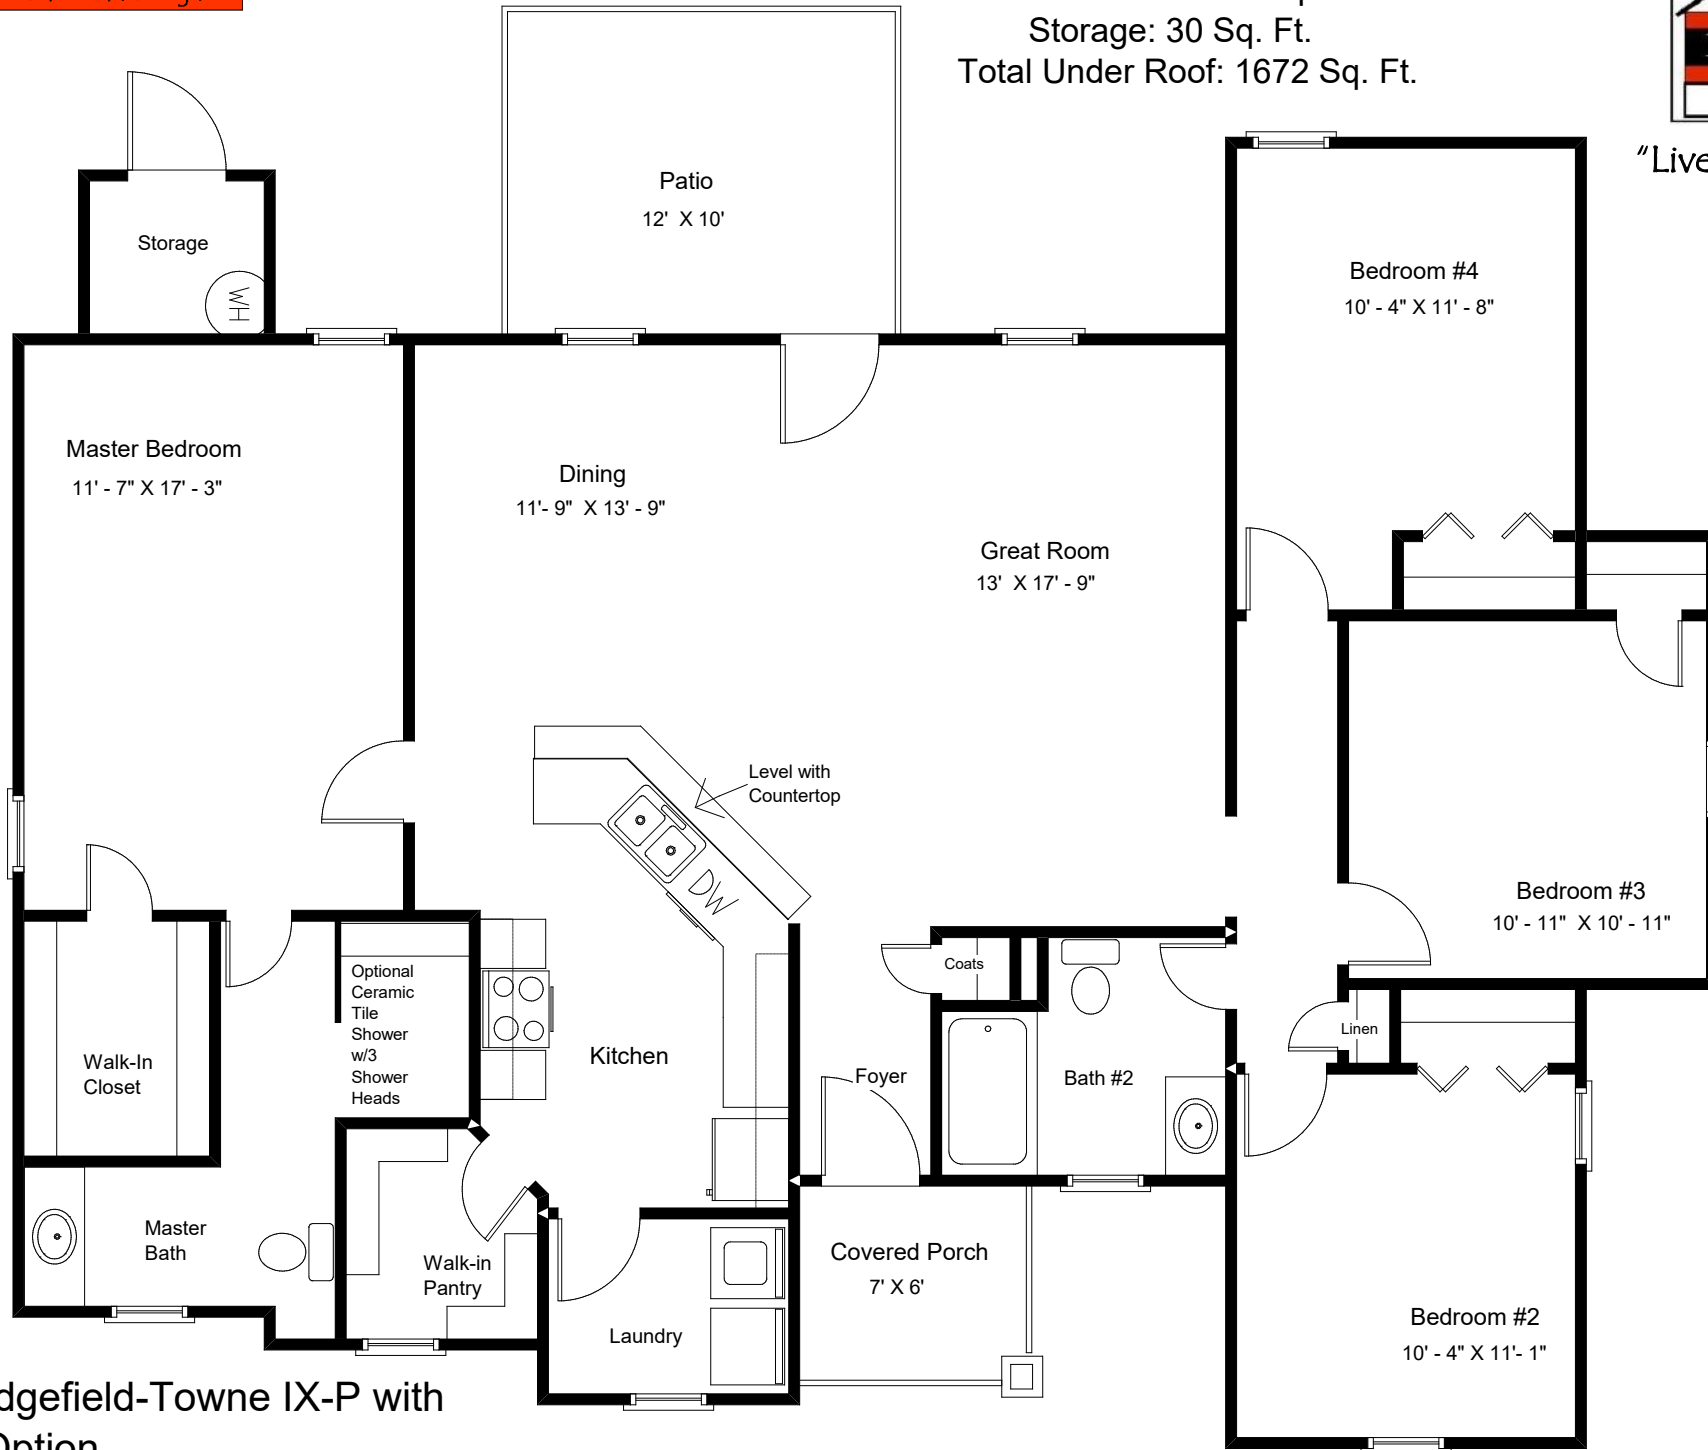 Storage: 30 Sq. Ft.
Total Under Roof: 1672 Sq. Ft.
"Live
Patio
12' X 10'
Storage
WH
Bedroom #4
10' - 4" X 11' - 8"
Master Bedroom
11' - 7" X 17' - 3"
Dining
11'- 9" X 13' - 9"
Great Room
13' X 17' - 9"
Level with
Countertop
DW
Bedroom #3
10' - 11" X 10' - 11"
Optional
Ceramic
Tile
Shower
w/3
Shower
Heads
Coats
Linen
Walk-In
Closet
Kitchen
Foyer
Bath #2
Master
Bath
Walk-in
Pantry
Covered Porch
7' X 6'
Laundry
Bedroom #2
10' - 4" X 11'- 1"
dgefield-Towne IX-P with
Option